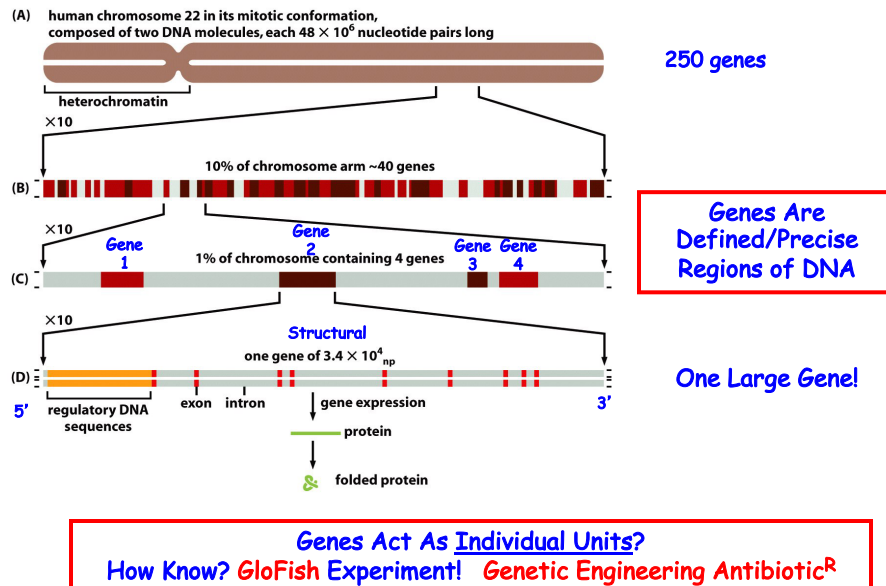 (A) human chromosome 22 in its mitotic conformation,
composed of two DNA molecules, each 48 × 10⁶ nucleotide pairs long
250 genes
heterochromatin
×10
10% of chromosome arm ~40 genes
(B)
Genes Are
Defined/Precise
Regions of DNA
×10
Gene
1
Gene
2
1% of chromosome containing 4 genes
Gene
3
Gene
4
(C)
×10
Structural
one gene of 3.4 × 10⁴np
(D)
One Large Gene!
5’
regulatory DNA
sequences
exon
intron
gene expression
3’
protein
folded protein
Genes Act As Individual Units?
How Know? GloFish Experiment! Genetic Engineering Antibioticᴿ